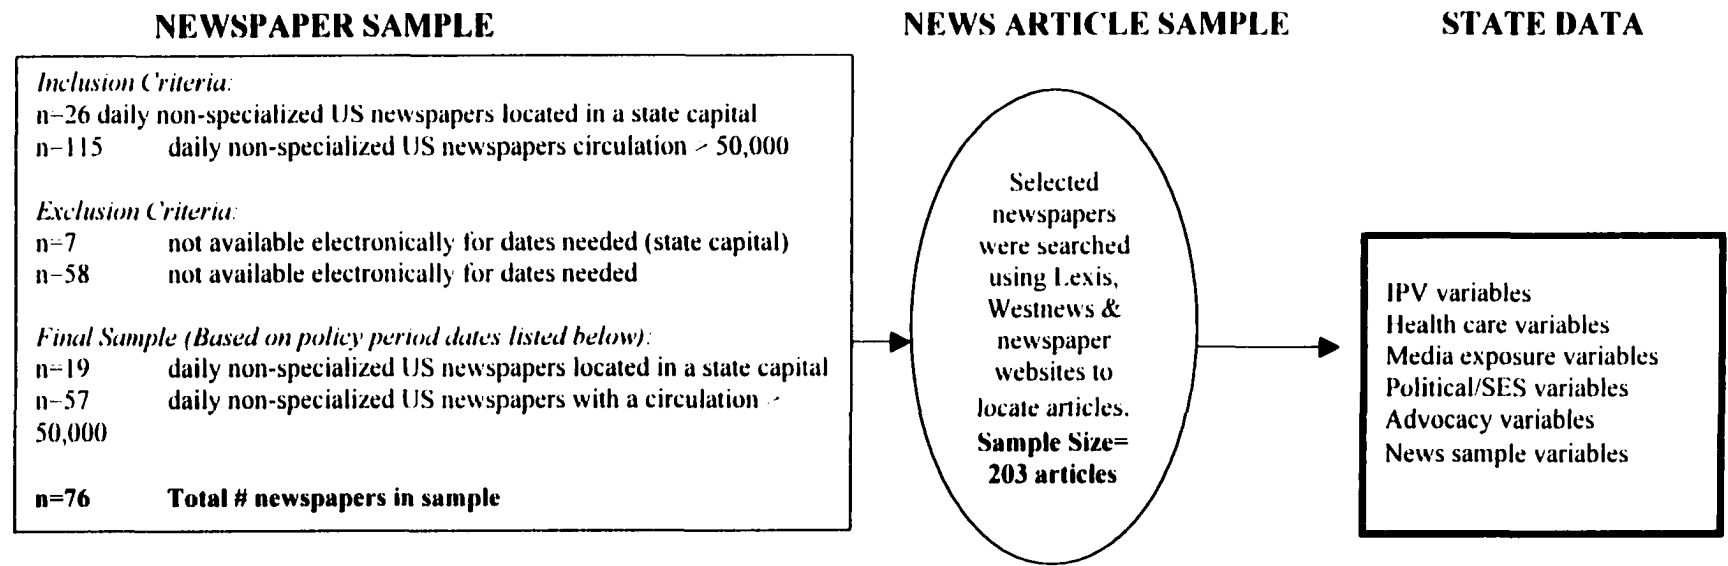 NEWSPAPER SAMPLE
Inclusion Criteria:
n=26 daily non-specialized US newspapers located in a state capital
n=115 daily non-specialized US newspapers circulation > 50,000
Exclusion Criteria:
n=7 not available electronically for dates needed (state capital)
n=58 not available electronically for dates needed
Final Sample (Based on policy period dates listed below):
n=19 daily non-specialized US newspapers located in a state capital
n=57 daily non-specialized US newspapers with a circulation >
50,000
n=76 Total # newspapers in sample
NEWS ARTICLE SAMPLE
Selected
newspapers
were searched
using Lexis,
Westnews &
newspaper
websites to
locate articles.
Sample Size=
203 articles
STATE DATA
IPV variables
Health care variables
Media exposure variables
Political/SES variables
Advocacy variables
News sample variables